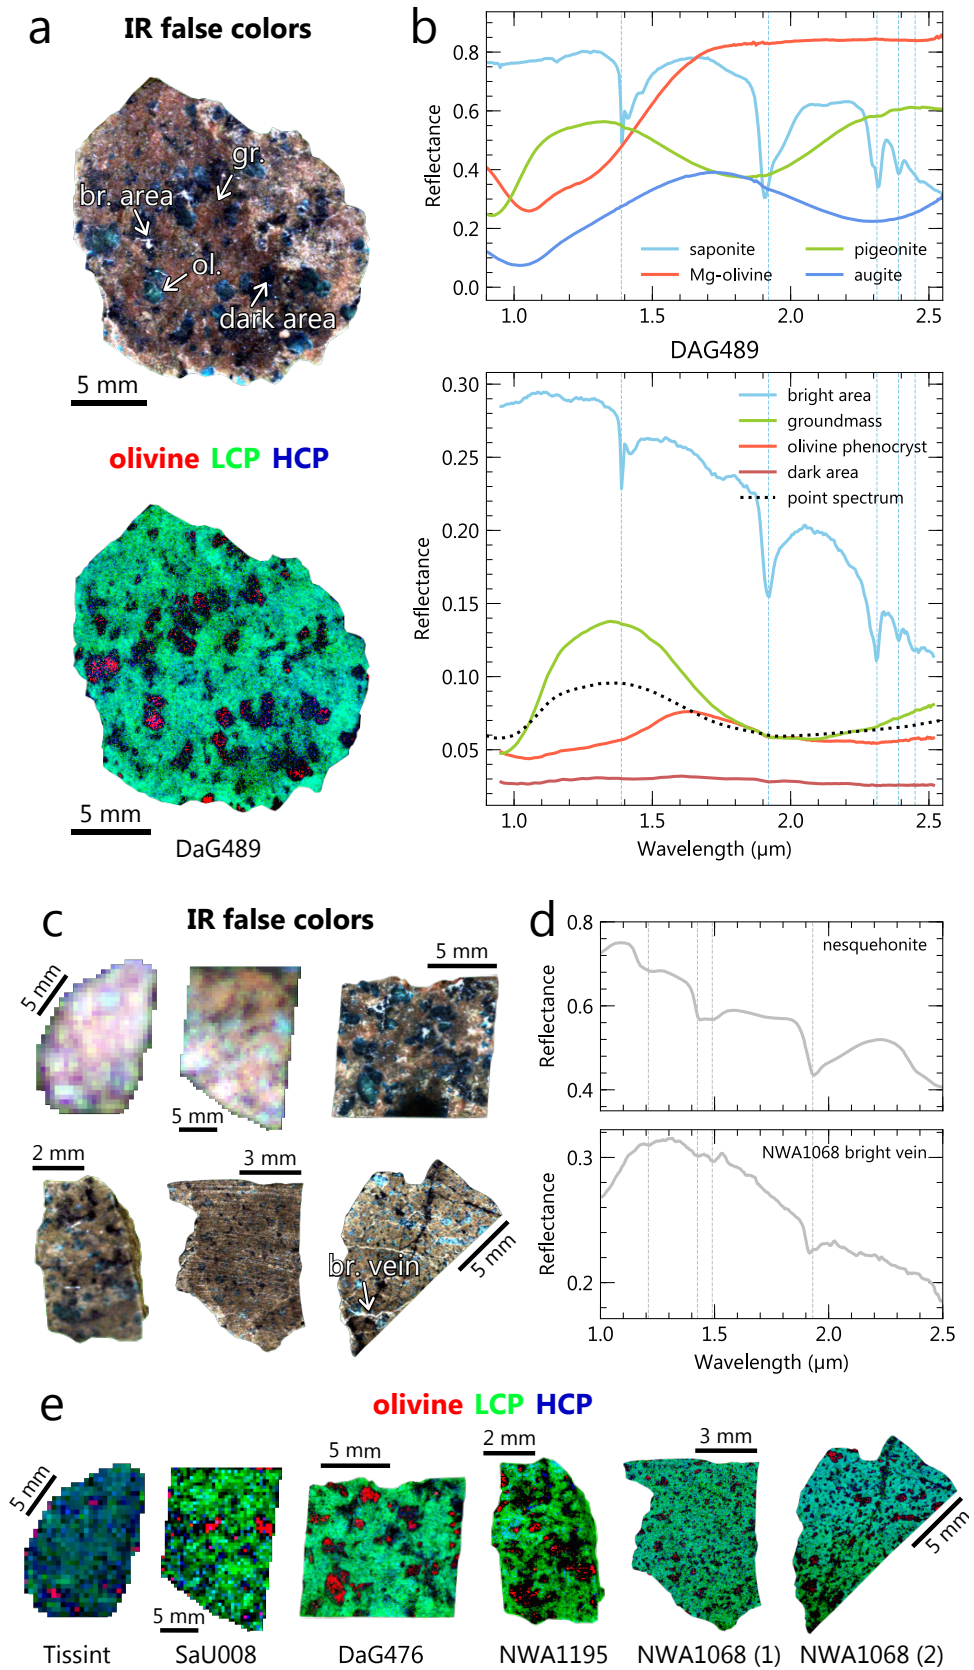 a
IR false colors
gr.
br. area
ol.
dark area
5 mm
olivine LCP HCP
5 mm
DaG489
b
0.8
0.6
0.4
0.2
0.0
Reflectance
saponite
Mg-olivine
pigeonite
augite
1.0 1.5 2.0 2.5
DAG489
0.30
0.25
0.20
0.15
0.10
0.05
Reflectance
bright area
groundmass
olivine phenocryst
dark area
point spectrum
1.0 1.5 2.0 2.5
Wavelength (µm)
c
IR false colors
5 mm
5 mm
5 mm
2 mm
3 mm
br. vein
5 mm
d
0.8
0.6
0.4
Reflectance
nesquehonite
0.3
0.2
Reflectance
NWA1068 bright vein
1.0 1.5 2.0 2.5
Wavelength (µm)
e
olivine LCP HCP
5 mm
5 mm
5 mm
2 mm
3 mm
5 mm
Tissint SaU008 DaG476 NWA1195 NWA1068 (1) NWA1068 (2)